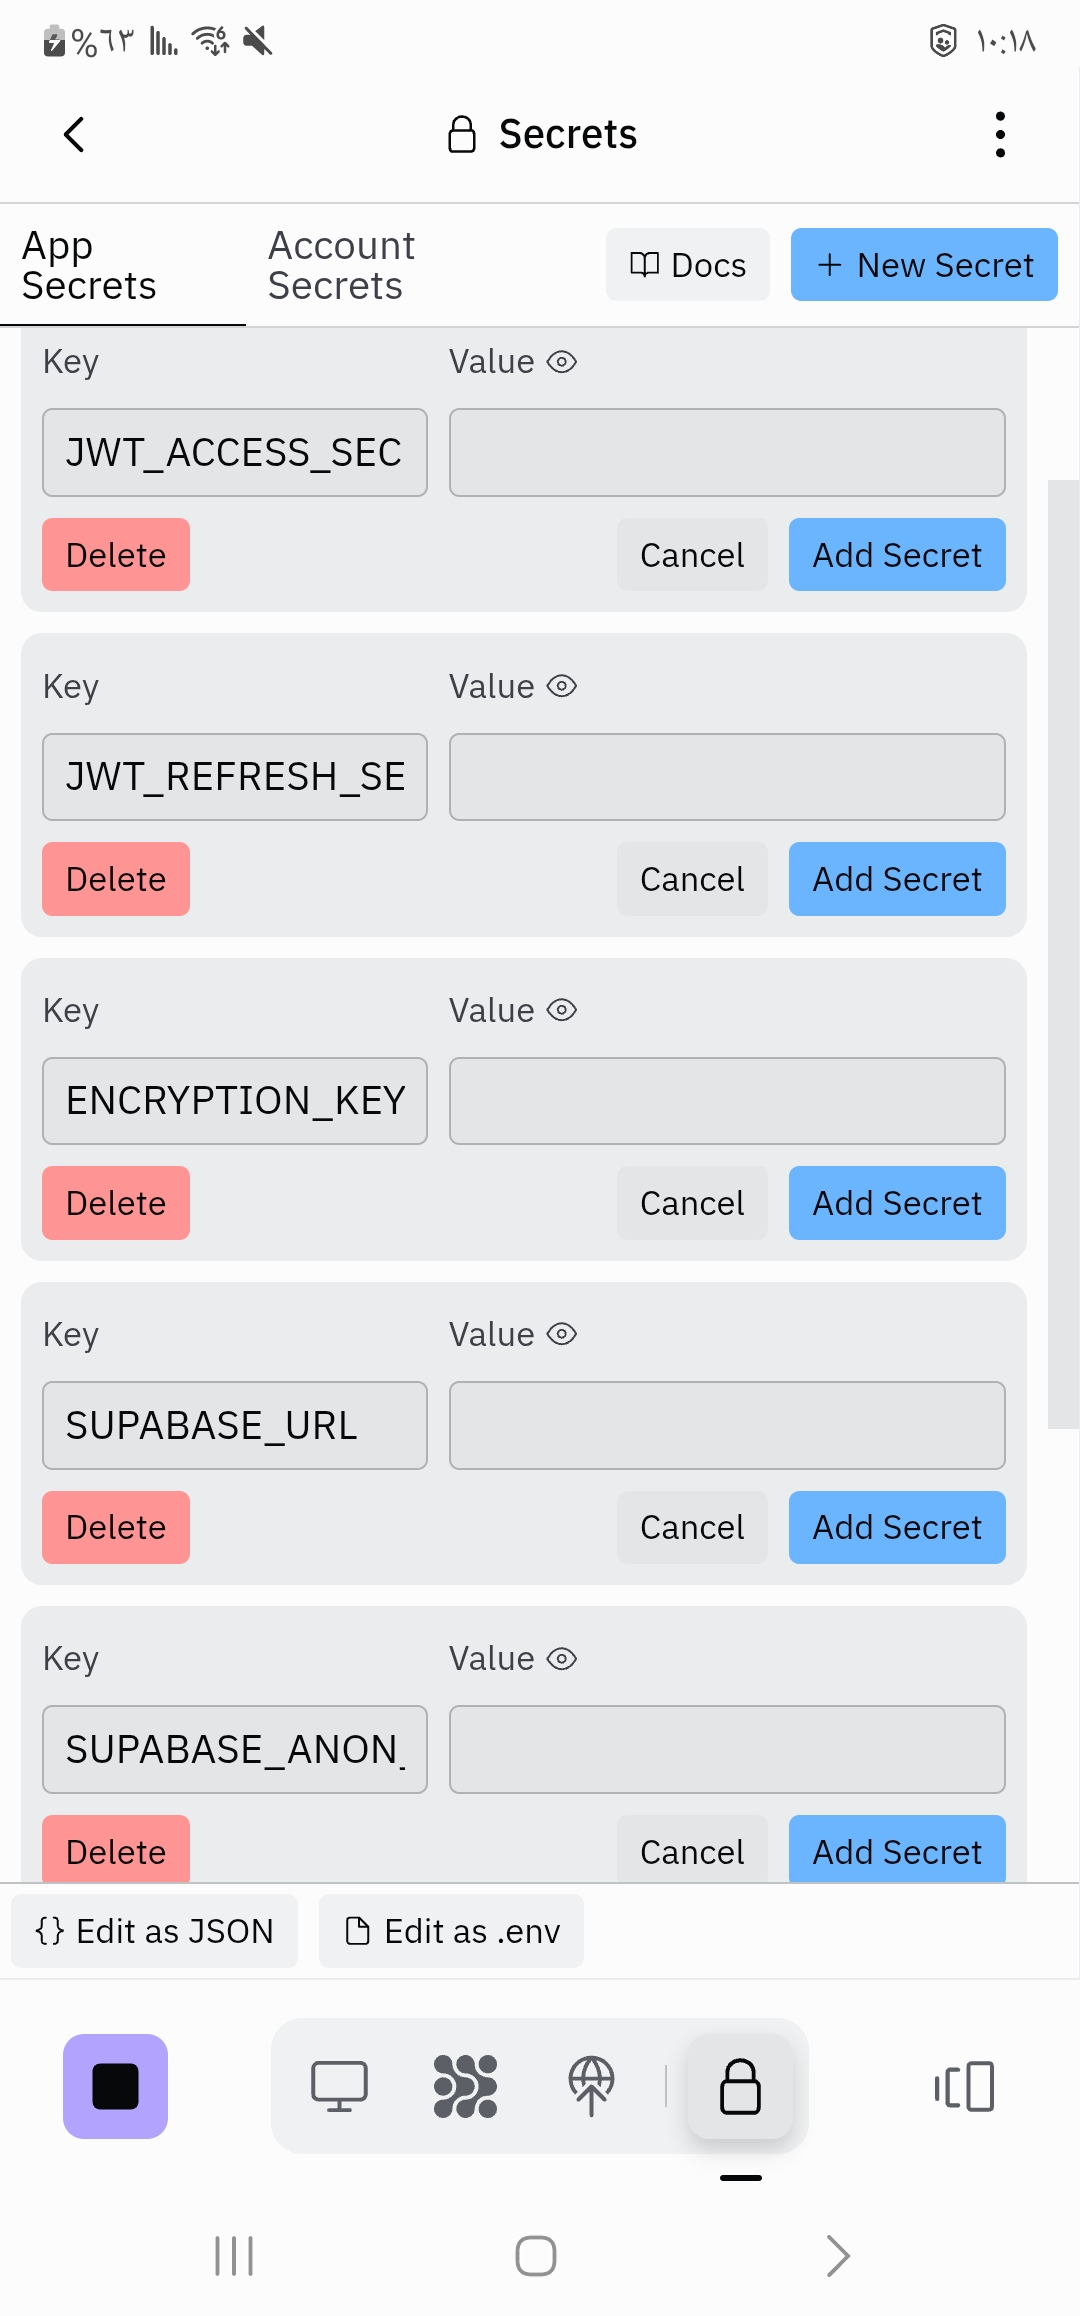 %٦٣
١٠:١٨
Secrets
App
Secrets
Account
Secrets
Docs
+ New Secret
Key
Value
JWT_ACCESS_SEC
Delete
Cancel
Add Secret
Key
Value
JWT_REFRESH_SE
Delete
Cancel
Add Secret
Key
Value
ENCRYPTION_KEY
Delete
Cancel
Add Secret
Key
Value
SUPABASE_URL
Delete
Cancel
Add Secret
Key
Value
SUPABASE_ANON_
Delete
Cancel
Add Secret
{} Edit as JSON
Edit as .env